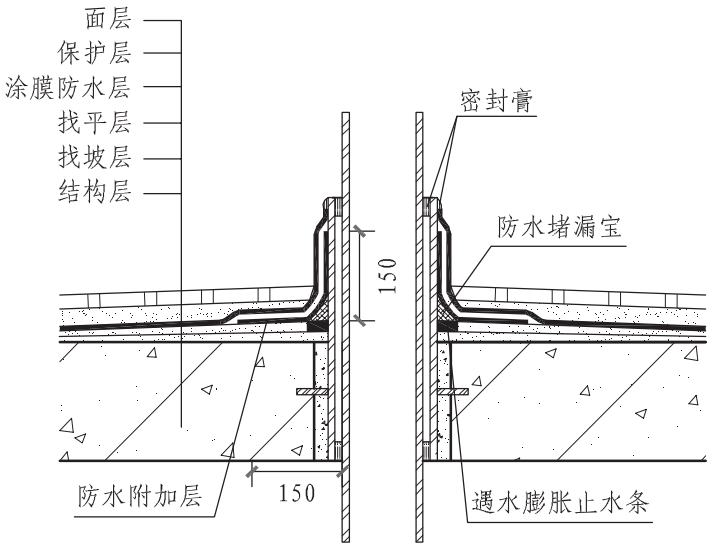 面层
保护层
涂膜防水层
找平层
找坡层
结构层
密封膏
防水堵漏宝
150
150
防水附加层
遇水膨胀止水条